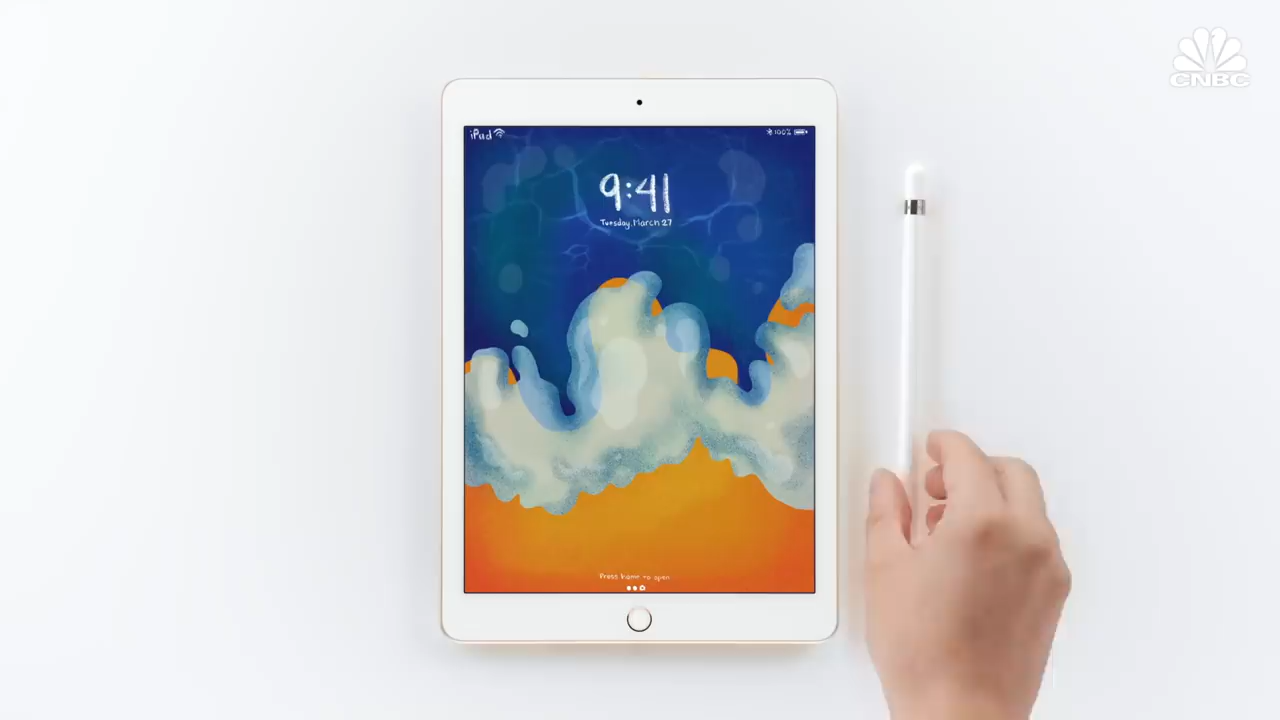 CNBC
iPad
100%
9:41
Tuesday, March 27
Press home to open